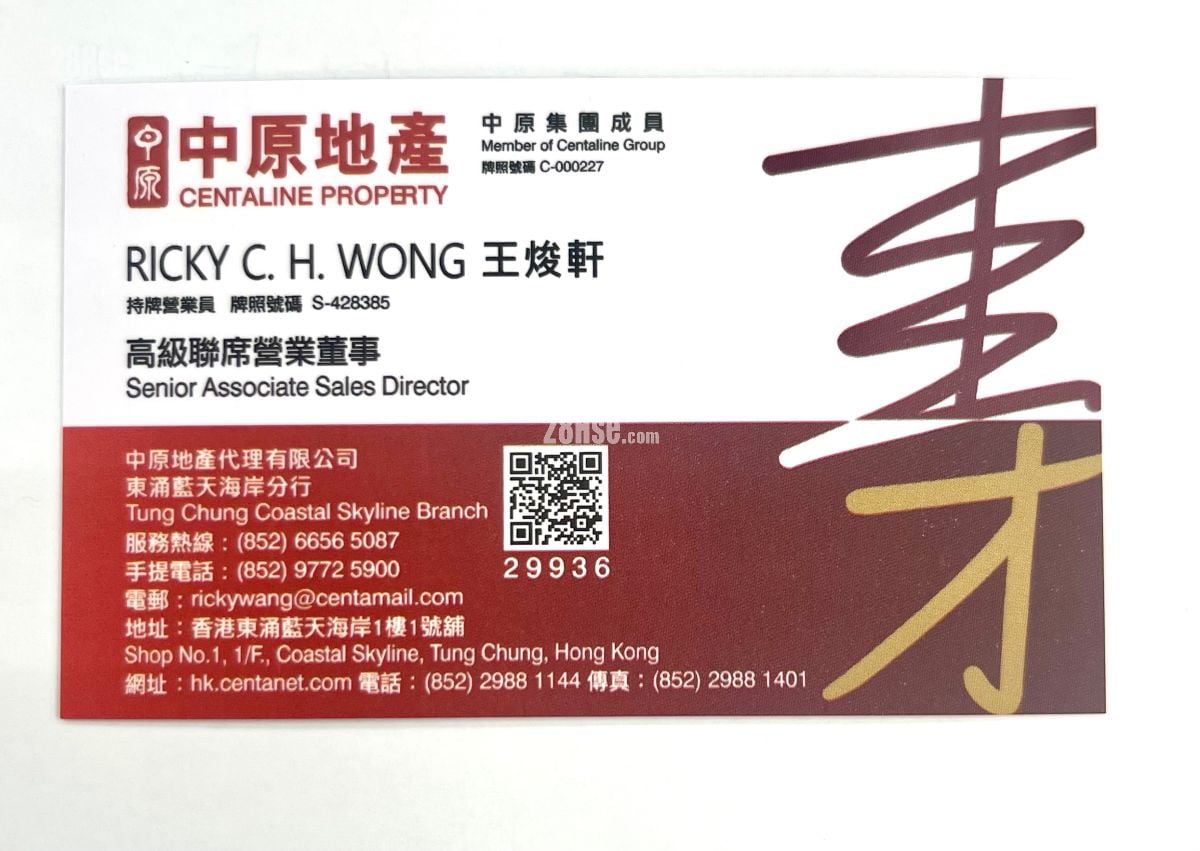 中原
中原地產
CENTALINE PROPERTY
中原集團成員
Member of Centaline Group
牌照號碼 C-000227
RICKY C. H. WONG 王焌軒
持牌營業員 牌照號碼 S-428385
高級聯席營業董事
Senior Associate Sales Director
28Hse.com
中原地產代理有限公司
東涌藍天海岸分行
Tung Chung Coastal Skyline Branch
服務熱線：(852) 6656 5087
手提電話：(852) 9772 5900
29936
電郵：rickywang@centamail.com
地址：香港東涌藍天海岸1樓1號舖
Shop No.1, 1/F., Coastal Skyline, Tung Chung, Hong Kong
網址：hk.centanet.com 電話：(852) 2988 1144 傳真：(852) 2988 1401